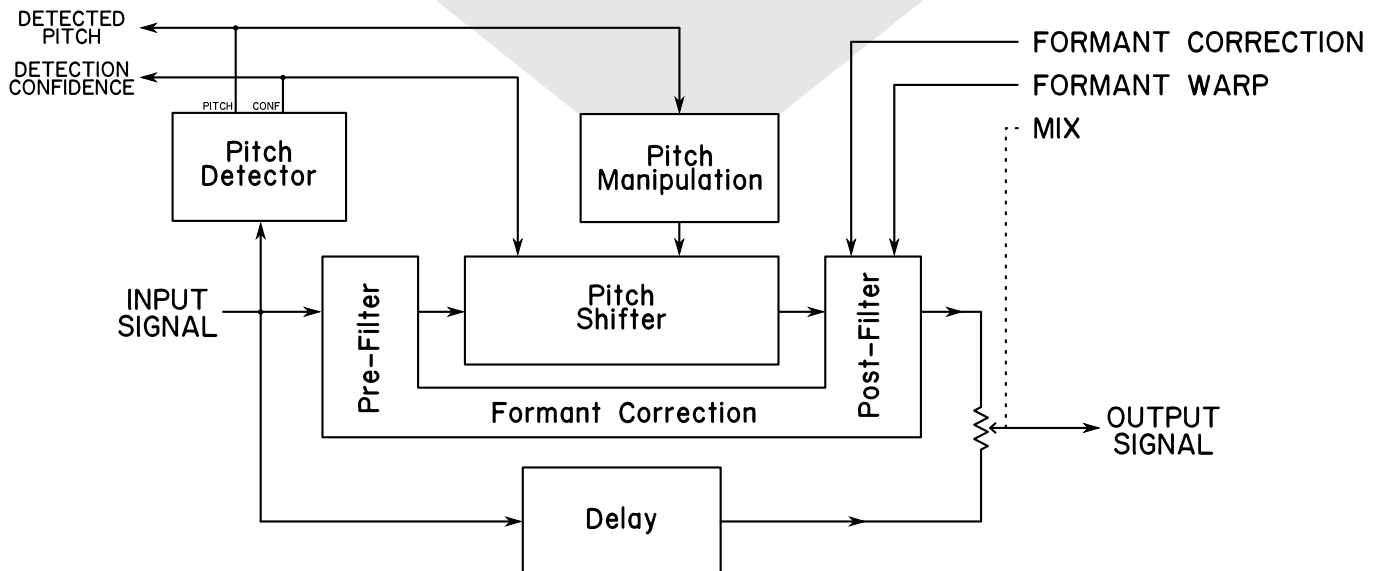 DETECTED
PITCH
DETECTION
CONFIDENCE
FORMANT CORRECTION
FORMANT WARP
MIX
PITCH
CONF
Pitch
Detector
Pitch
Manipulation
INPUT
SIGNAL
Pre-Filter
Pitch
Shifter
Post-Filter
Formant Correction
OUTPUT
SIGNAL
Delay